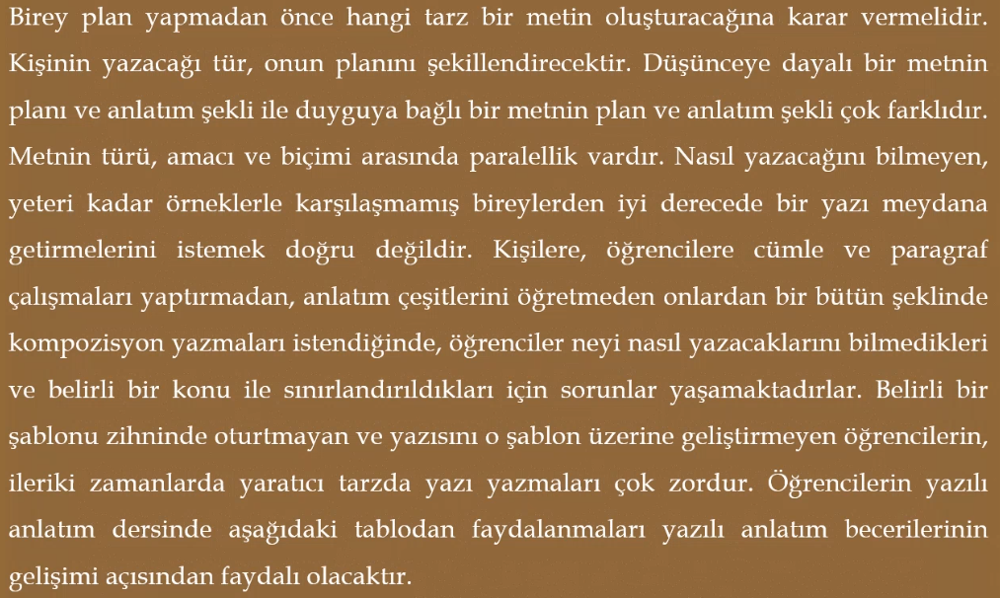 Birey plan yapmadan önce hangi tarz bir metin oluşturacağına karar vermelidir.
Kişinin yazacağı tür, onun planını şekillendirecektir. Düşünceye dayalı bir metnin
planı ve anlatım şekli ile duyguya bağlı bir metnin plan ve anlatım şekli çok farklıdır.
Metnin türü, amacı ve biçimi arasında paralellik vardır. Nasıl yazacağını bilmeyen,
yeteri kadar örneklerle karşılaşmamış bireylerden iyi derecede bir yazı meydana
getirmelerini istemek doğru değildir. Kişilere, öğrencilere cümle ve paragraf
çalışmaları yaptırmadan, anlatım çeşitlerini öğretmeden onlardan bir bütün şeklinde
kompozisyon yazmaları istendiğinde, öğrenciler neyi nasıl yazacaklarını bilmedikleri
ve belirli bir konu ile sınırlandırıldıkları için sorunlar yaşamaktadırlar. Belirli bir
şablonu zihninde oturtmayan ve yazısını o şablon üzerine geliştirmeyen öğrencilerin,
ileriki zamanlarda yaratıcı tarzda yazı yazmaları çok zordur. Öğrencilerin yazılı
anlatım dersinde aşağıdaki tablodan faydalanmaları yazılı anlatım becerilerinin
gelişimi açısından faydalı olacaktır.